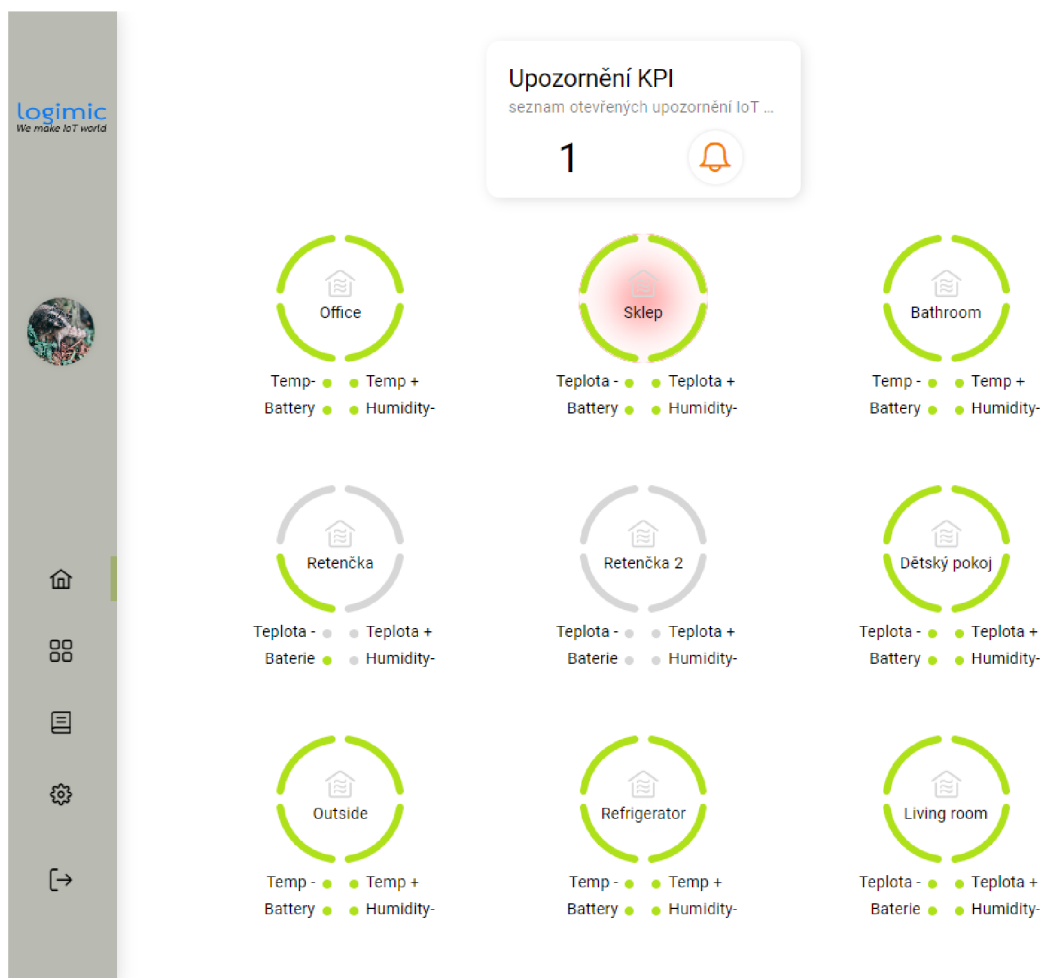 logimic
We make IoT world
Upozornění KPI
seznam otevřených upozornění IoT ...
1
Office
Sklep
Bathroom
Temp- Temp +
Battery Humidity-
Teplota - Teplota +
Battery Humidity-
Temp - Temp +
Battery Humidity-
Retenčka
Retenčka 2
Dětský pokoj
Teplota - Teplota +
Baterie Humidity-
Teplota - Teplota +
Baterie Humidity-
Teplota - Teplota +
Battery Humidity-
Outside
Refrigerator
Living room
Temp - Temp +
Battery Humidity-
Temp - Temp +
Battery Humidity-
Teplota - Teplota +
Baterie Humidity-